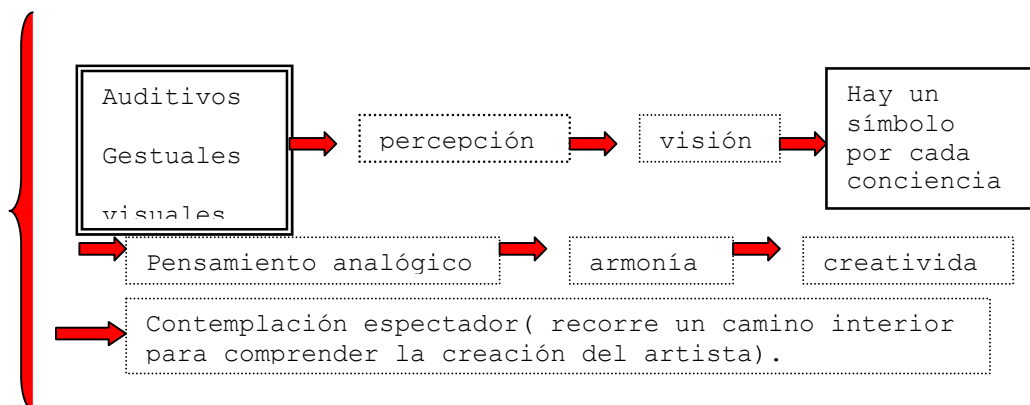 Auditivos
Gestuales
visuales
percepción
visión
Hay un
símbolo
por cada
conciencia
Pensamiento analógico
armonía
creativida
Contemplación espectador( recorre un camino interior
para comprender la creación del artista).